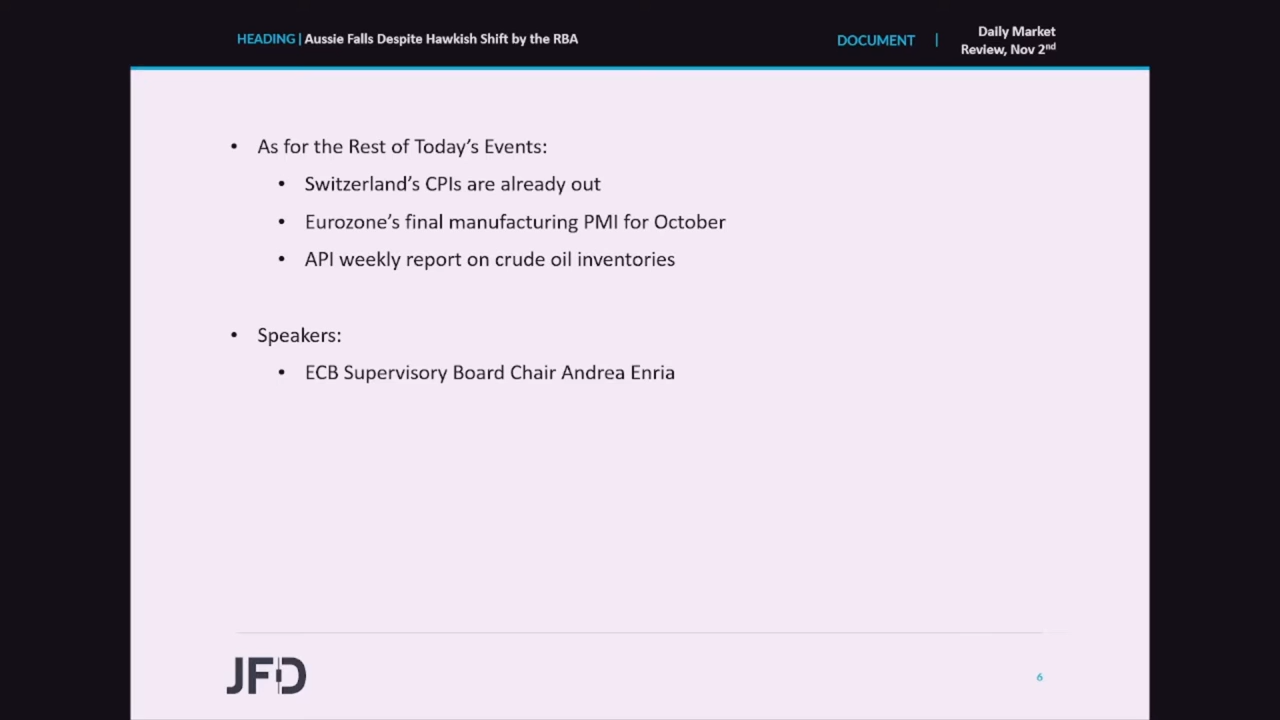 HEADING | Aussie Falls Despite Hawkish Shift by the RBA
DOCUMENT |
Daily Market
Review, Nov 2nd
• As for the Rest of Today's Events:
• Switzerland's CPIs are already out
• Eurozone's final manufacturing PMI for October
• API weekly report on crude oil inventories
• Speakers:
• ECB Supervisory Board Chair Andrea Enria
JFD
6